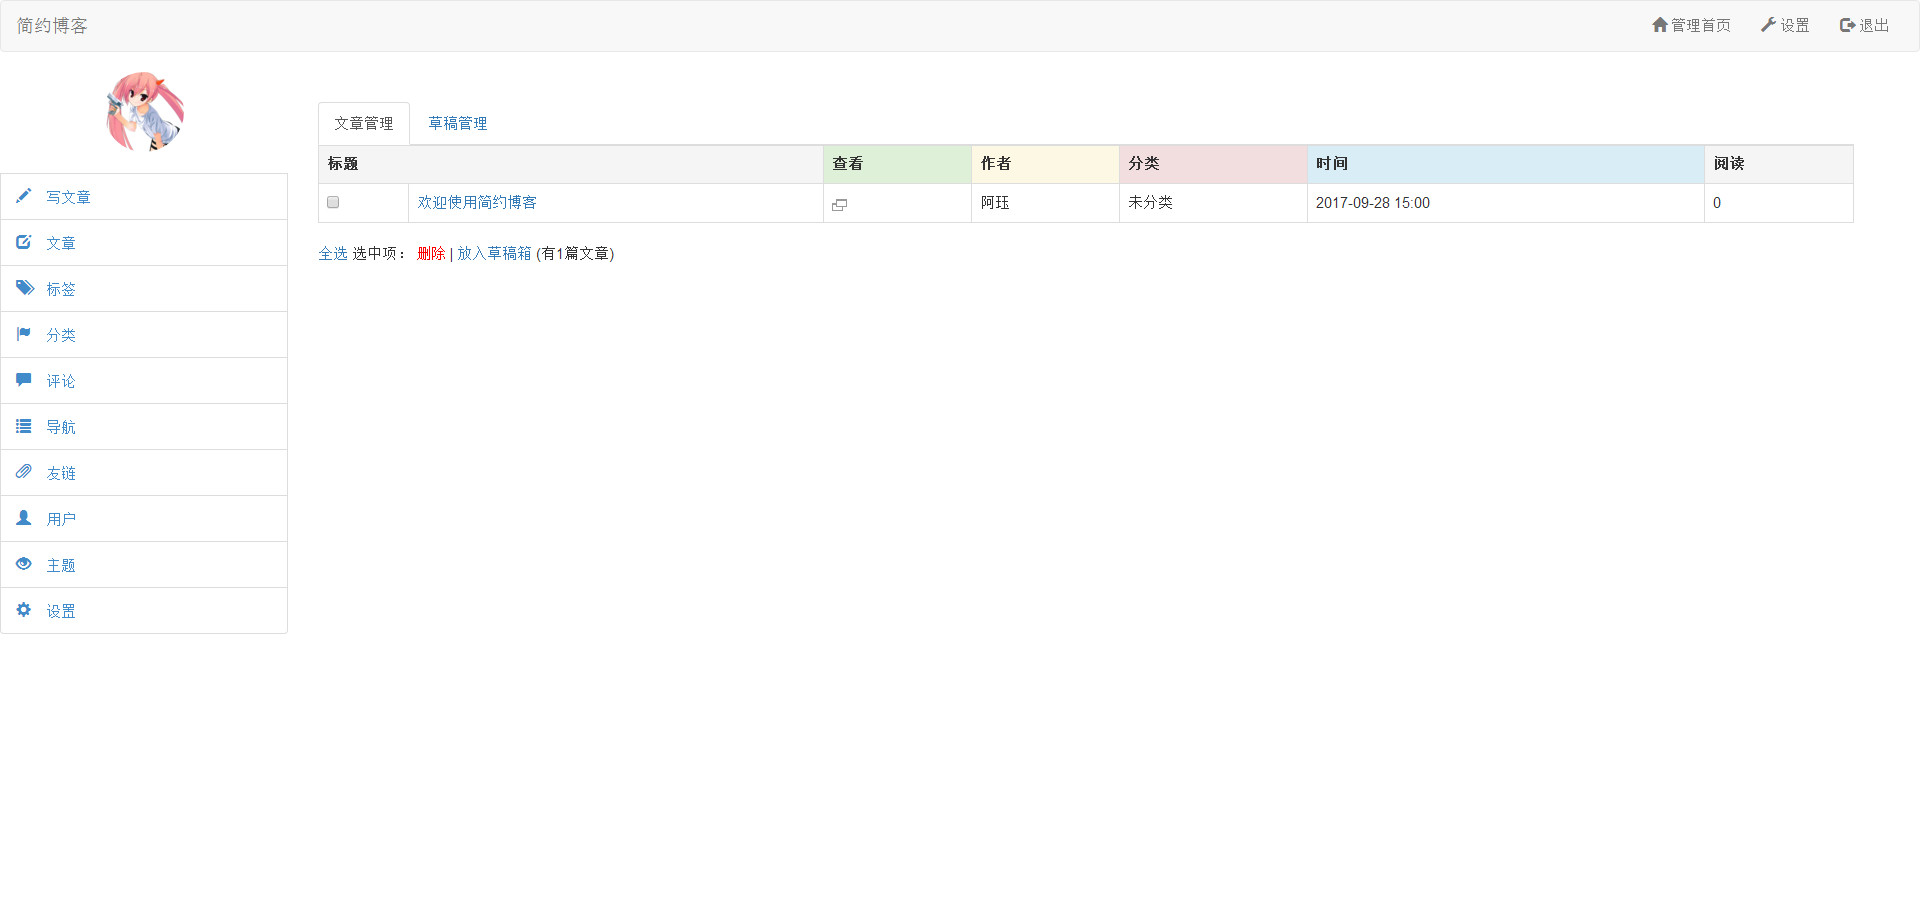 简约博客
管理首页 设置 退出
文章管理 草稿管理
标题 查看 作者 分类 时间 阅读
欢迎使用简约博客 阿珏 未分类 2017-09-28 15:00 0
全选 选中项： 删除 | 放入草稿箱 (有1篇文章)
写文章
文章
标签
分类
评论
导航
友链
用户
主题
设置